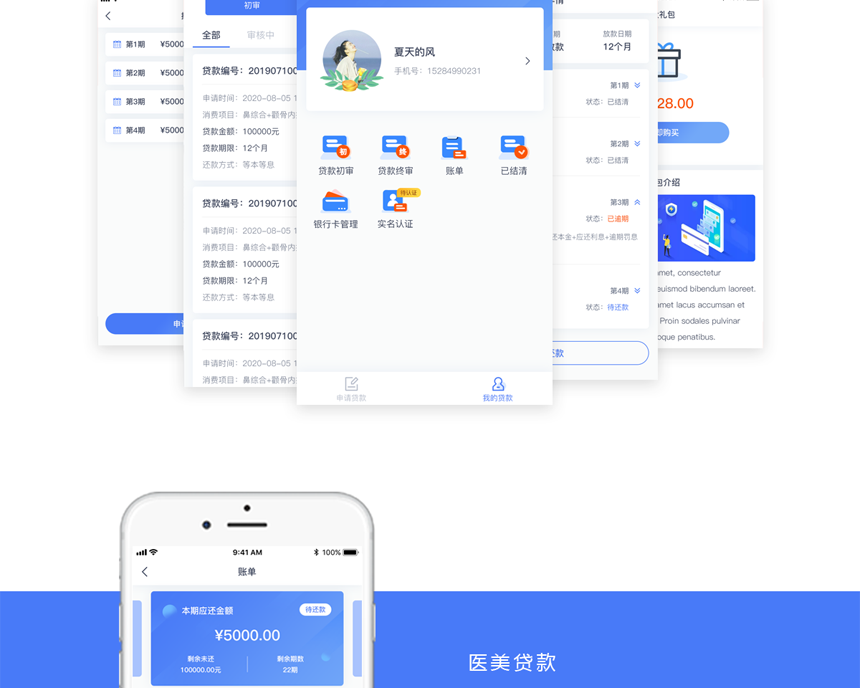 初审
第1期 ¥5000
第2期 ¥5000
第3期 ¥5000
第4期 ¥5000
全部 审核中
贷款编号：201907100
申请时间：2020-08-05 1
消费项目：鼻综合+颧骨内
贷款金额：100000元
贷款期限：12个月
还款方式：等本等息
贷款编号：201907100
申请时间：2020-08-05 1
消费项目：鼻综合+颧骨内
贷款金额：100000元
贷款期限：12个月
还款方式：等本等息
贷款编号：201907100
申请时间：2020-08-05 1
消费项目：鼻综合+颧骨内
夏天的风
手机号：15284990231
贷款初审
贷款终审
账单
已结清
初
终
待认证
银行卡管理
实名认证
申请贷款
我的贷款
放款日期
12个月
第1期
状态：已结清
第2期
状态：已结清
第3期
状态：已逾期
还本金+应还利息+逾期罚息
第4期
状态：待还款
还款
礼包
28.00
即购买
包介绍
amet, consectetur
euismod bibendum laoreet.
amet lacus accumsan et
Proin sodales pulvinar
oque penatibus.
9:41 AM
100%
账单
本期应还金额
待还款
¥5000.00
剩余未还
100000.00元
剩余期数
22期
医美贷款